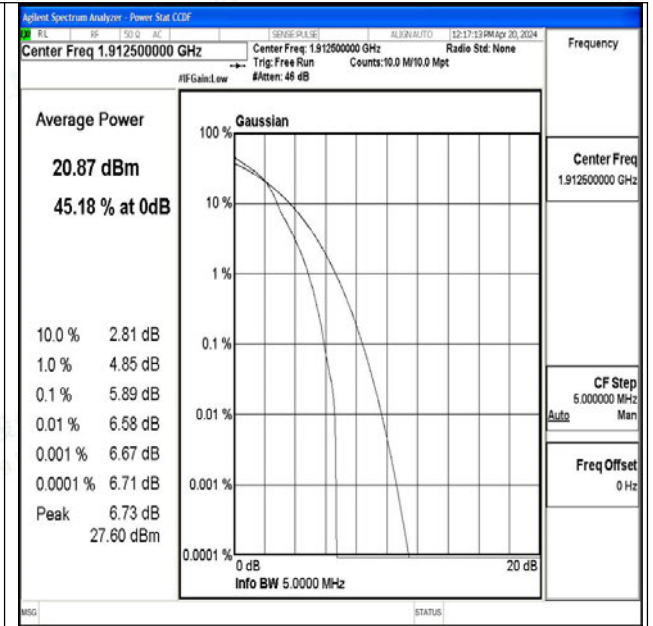 Agilent Spectrum Analyzer - Power Stat CCDF
RL RF 50 Ω AC SENSE:PULSE ALIGN AUTO 12:17:13 PM Apr 20, 2024
Center Freq 1.912500000 GHz
Center Freq: 1.912500000 GHz Radio Std: None
Trig: Free Run Counts:10.0 M/10.0 Mpt
#IFGain:Low #Atten: 46 dB
Frequency
Average Power
20.87 dBm
45.18 % at 0dB
10.0 % 2.81 dB
1.0 % 4.85 dB
0.1 % 5.89 dB
0.01 % 6.58 dB
0.001 % 6.67 dB
0.0001 % 6.71 dB
Peak 6.73 dB
27.60 dBm
Gaussian
100 %
10 %
1 %
0.1 %
0.01 %
0.001 %
0.0001 %
0 dB 20 dB
Info BW 5.0000 MHz
Center Freq
1.912500000 GHz
CF Step
5.000000 MHz
Auto Man
Freq Offset
0 Hz
MSG STATUS